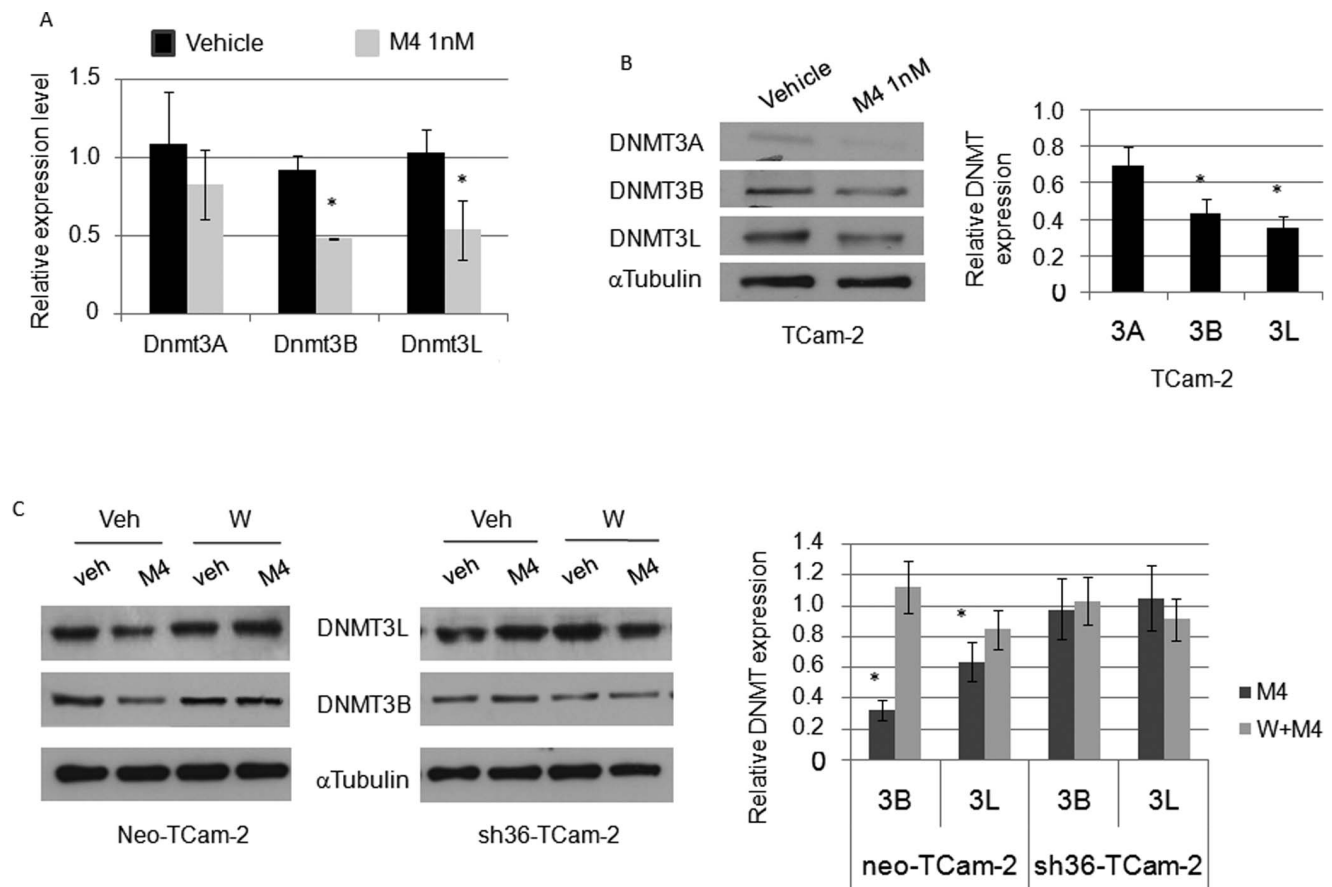 A
Vehicle
M4 1nM
Relative expression level
1.5
1.0
0.5
0
Dnmt3A
Dnmt3B
*
Dnmt3L
*
B
Vehicle
M4 1nM
DNMT3A
DNMT3B
DNMT3L
αTubulin
TCam-2
Relative DNMT
expression
1.0
0.8
0.6
0.4
0.2
0
*
*
3A
3B
3L
TCam-2
C
Veh
W
veh
M4
veh
M4
Neo-TCam-2
DNMT3L
DNMT3B
αTubulin
Veh
W
veh
M4
veh
M4
sh36-TCam-2
Relative DNMT expression
1.4
1.2
1.0
0.8
0.6
0.4
0.2
0
*
*
3B
3L
3B
3L
neo-TCam-2
sh36-TCam-2
M4
W+M4